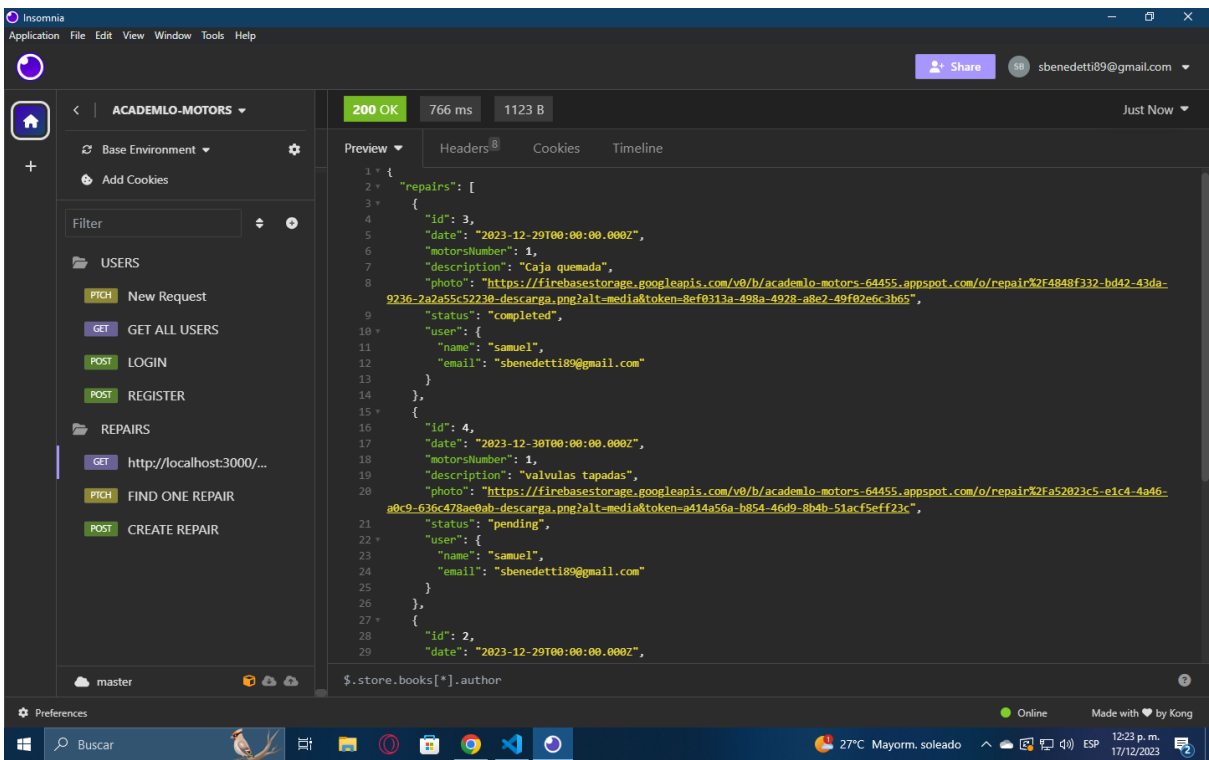 Insomnia
Application File Edit View Window Tools Help
Share
SB
sbenedetti89@gmail.com
ACADEMLO-MOTORS
200 OK
766 ms
1123 B
Just Now
Base Environment
Add Cookies
Preview
Headers 8
Cookies
Timeline
Filter
USERS
PTCH New Request
GET GET ALL USERS
POST LOGIN
POST REGISTER
REPAIRS
GET http://localhost:3000/...
PTCH FIND ONE REPAIR
POST CREATE REPAIR
master
1 {
2 "repairs": [
3 {
4 "id": 3,
5 "date": "2023-12-29T00:00:00.000Z",
6 "motorsNumber": 1,
7 "description": "Caja quemada",
8 "photo": "https://firebasestorage.googleapis.com/v0/b/academlo-motors-64455.appspot.com/o/repair%2F4848f332-bd42-43da-
9236-2a2a55c52230-descarga.png?alt=media&token=8ef0313a-498a-4928-a8e2-49f02e6c3b65",
9 "status": "completed",
10 "user": {
11 "name": "samuel",
12 "email": "sbenedetti89@gmail.com"
13 }
14 },
15 {
16 "id": 4,
17 "date": "2023-12-30T00:00:00.000Z",
18 "motorsNumber": 1,
19 "description": "valvulas tapadas",
20 "photo": "https://firebasestorage.googleapis.com/v0/b/academlo-motors-64455.appspot.com/o/repair%2Fa52023c5-e1c4-4a46-
a0c9-636c478ae0ab-descarga.png?alt=media&token=a414a56a-b854-46d9-8b4b-51acf5eff23c",
21 "status": "pending",
22 "user": {
23 "name": "samuel",
24 "email": "sbenedetti89@gmail.com"
25 }
26 },
27 {
28 "id": 2,
29 "date": "2023-12-29T00:00:00.000Z",
$.store.books[*].author
Preferences
Online
Made with ♥ by Kong
Buscar
1
27°C Mayorm. soleado
ESP
12:23 p. m.
17/12/2023
2